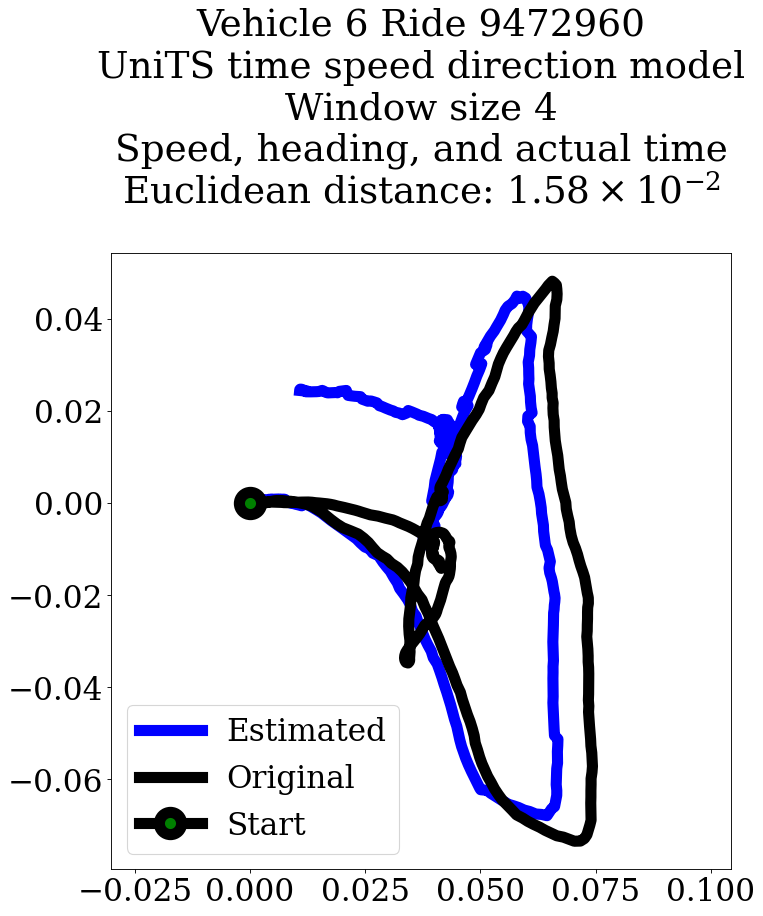 Vehicle 6 Ride 9472960
UniTS time speed direction model
Window size 4
Speed, heading, and actual time
Euclidean distance: 1.58 × 10⁻²
0.04
0.02
0.00
−0.02
−0.04
−0.06
Estimated
Original
Start
−0.025 0.000 0.025 0.050 0.075 0.100